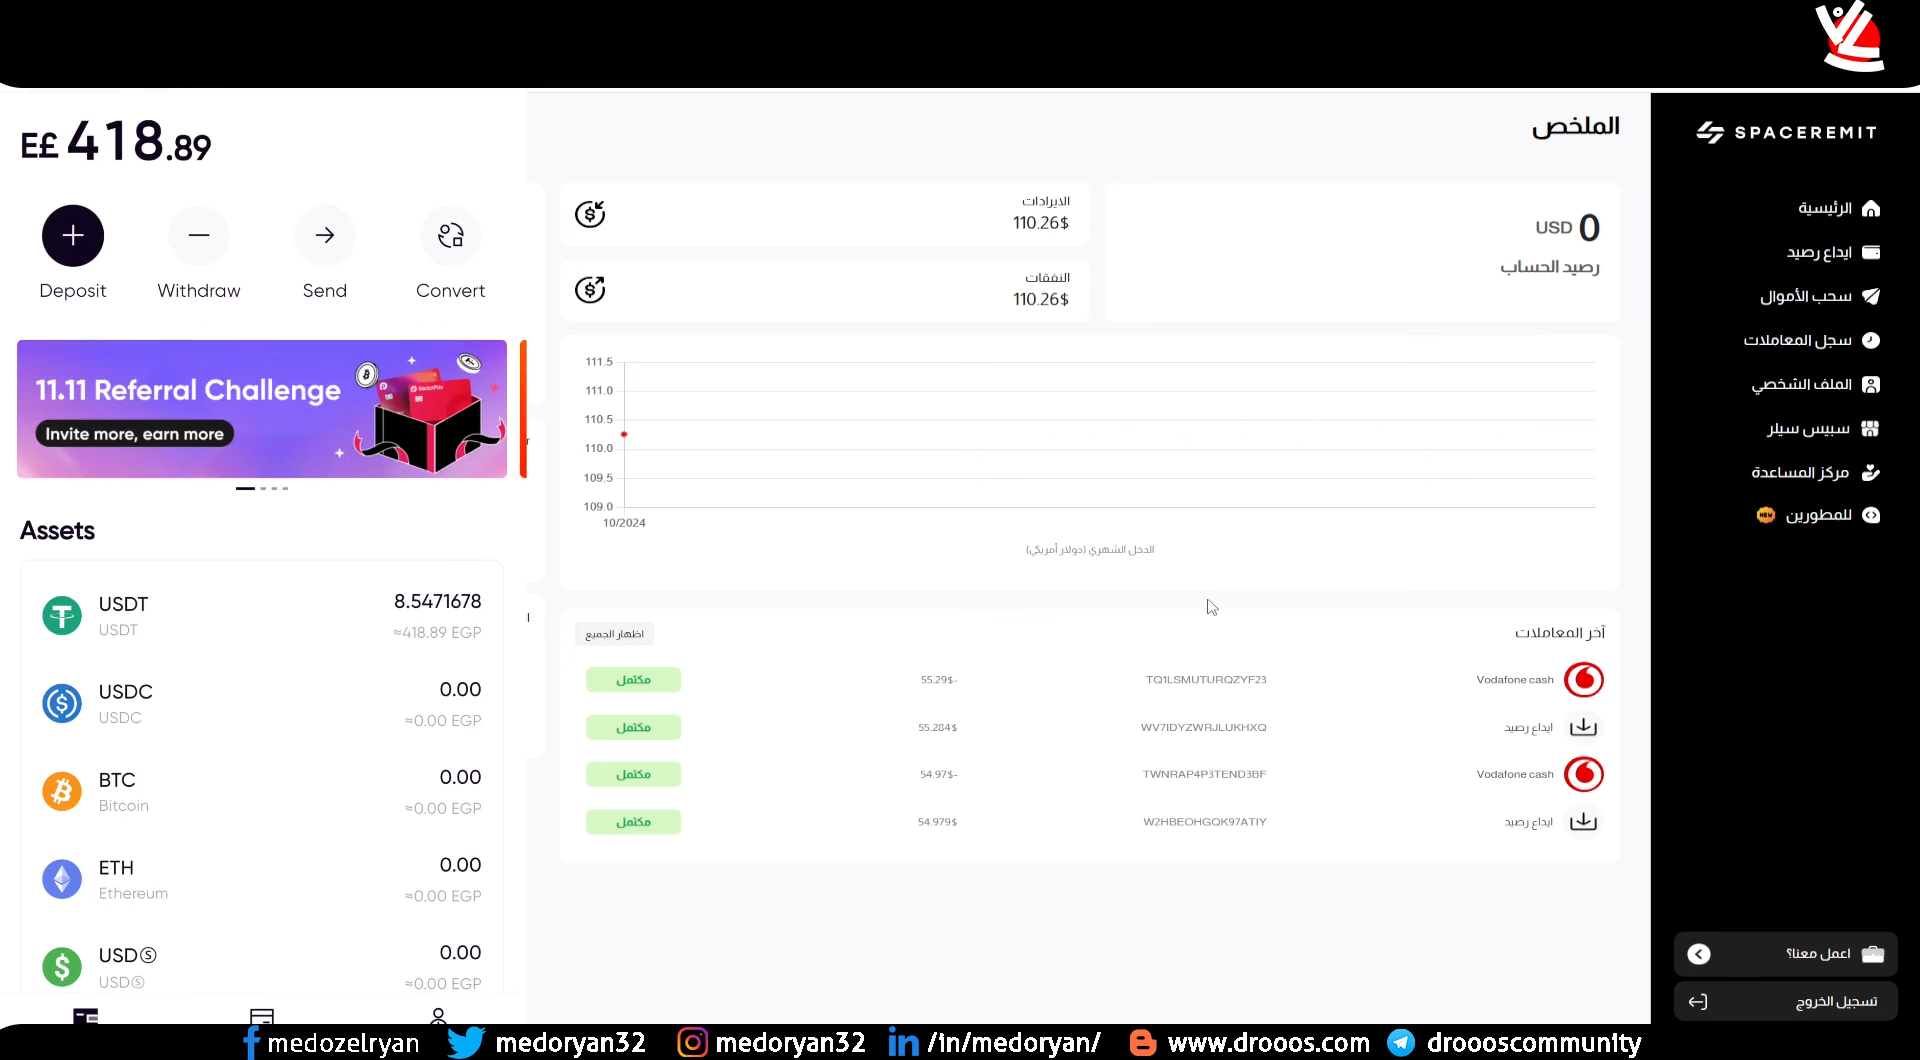 E£ 418.89
Deposit
Withdraw
Send
Convert
11.11 Referral Challenge
Invite more, earn more
RedotPay
Assets
USDT
USDT
8.5471678
≈418.89 EGP
USDC
USDC
0.00
≈0.00 EGP
BTC
Bitcoin
0.00
≈0.00 EGP
ETH
Ethereum
0.00
≈0.00 EGP
USDⓈ
USDⓈ
0.00
≈0.00 EGP
الملخص
USD 0
رصيد الحساب
الايرادات
110.26$
النفقات
110.26$
111.5
111.0
110.5
110.0
109.5
109.0
10/2024
الدخل الشهري (دولار أمريكي)
آخر المعاملات
اظهار الجميع
Vodafone cash
TQ1LSMUTURQZYF23
55.29$-
مكتمل
ايداع رصيد
WV7IDYZWRJLUKHXQ
55.284$
مكتمل
Vodafone cash
TWNRAP4P3TEND3BF
54.97$-
مكتمل
ايداع رصيد
W2HBEOHGQK97ATIY
54.979$
مكتمل
SPACEREMIT
الرئيسية
ايداع رصيد
سحب الأموال
سجل المعاملات
الملف الشخصي
سبيس سيلر
مركز المساعدة
للمطورين
NEW
اعمل معنا؟
تسجيل الخروج
medozelryan
medoryan32
medoryan32
/in/medoryan/
www.drooos.com
droooscommunity